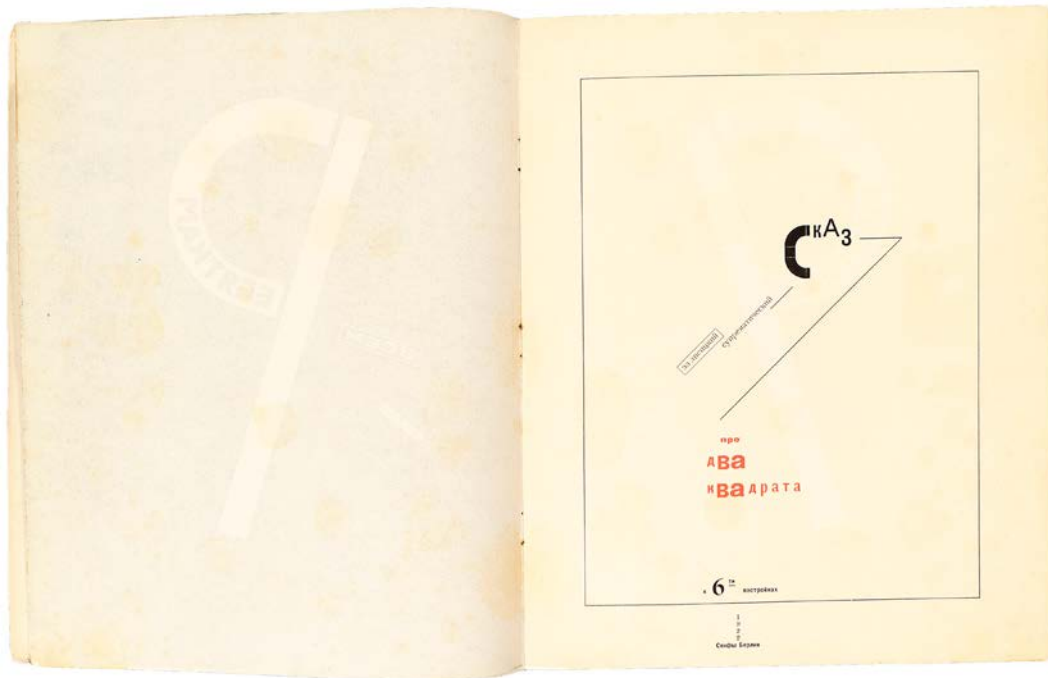 СкАз
эл лисицкий
супрематический
про
два
квадрата
в 6ти постройках
1922
Скифы Берлин